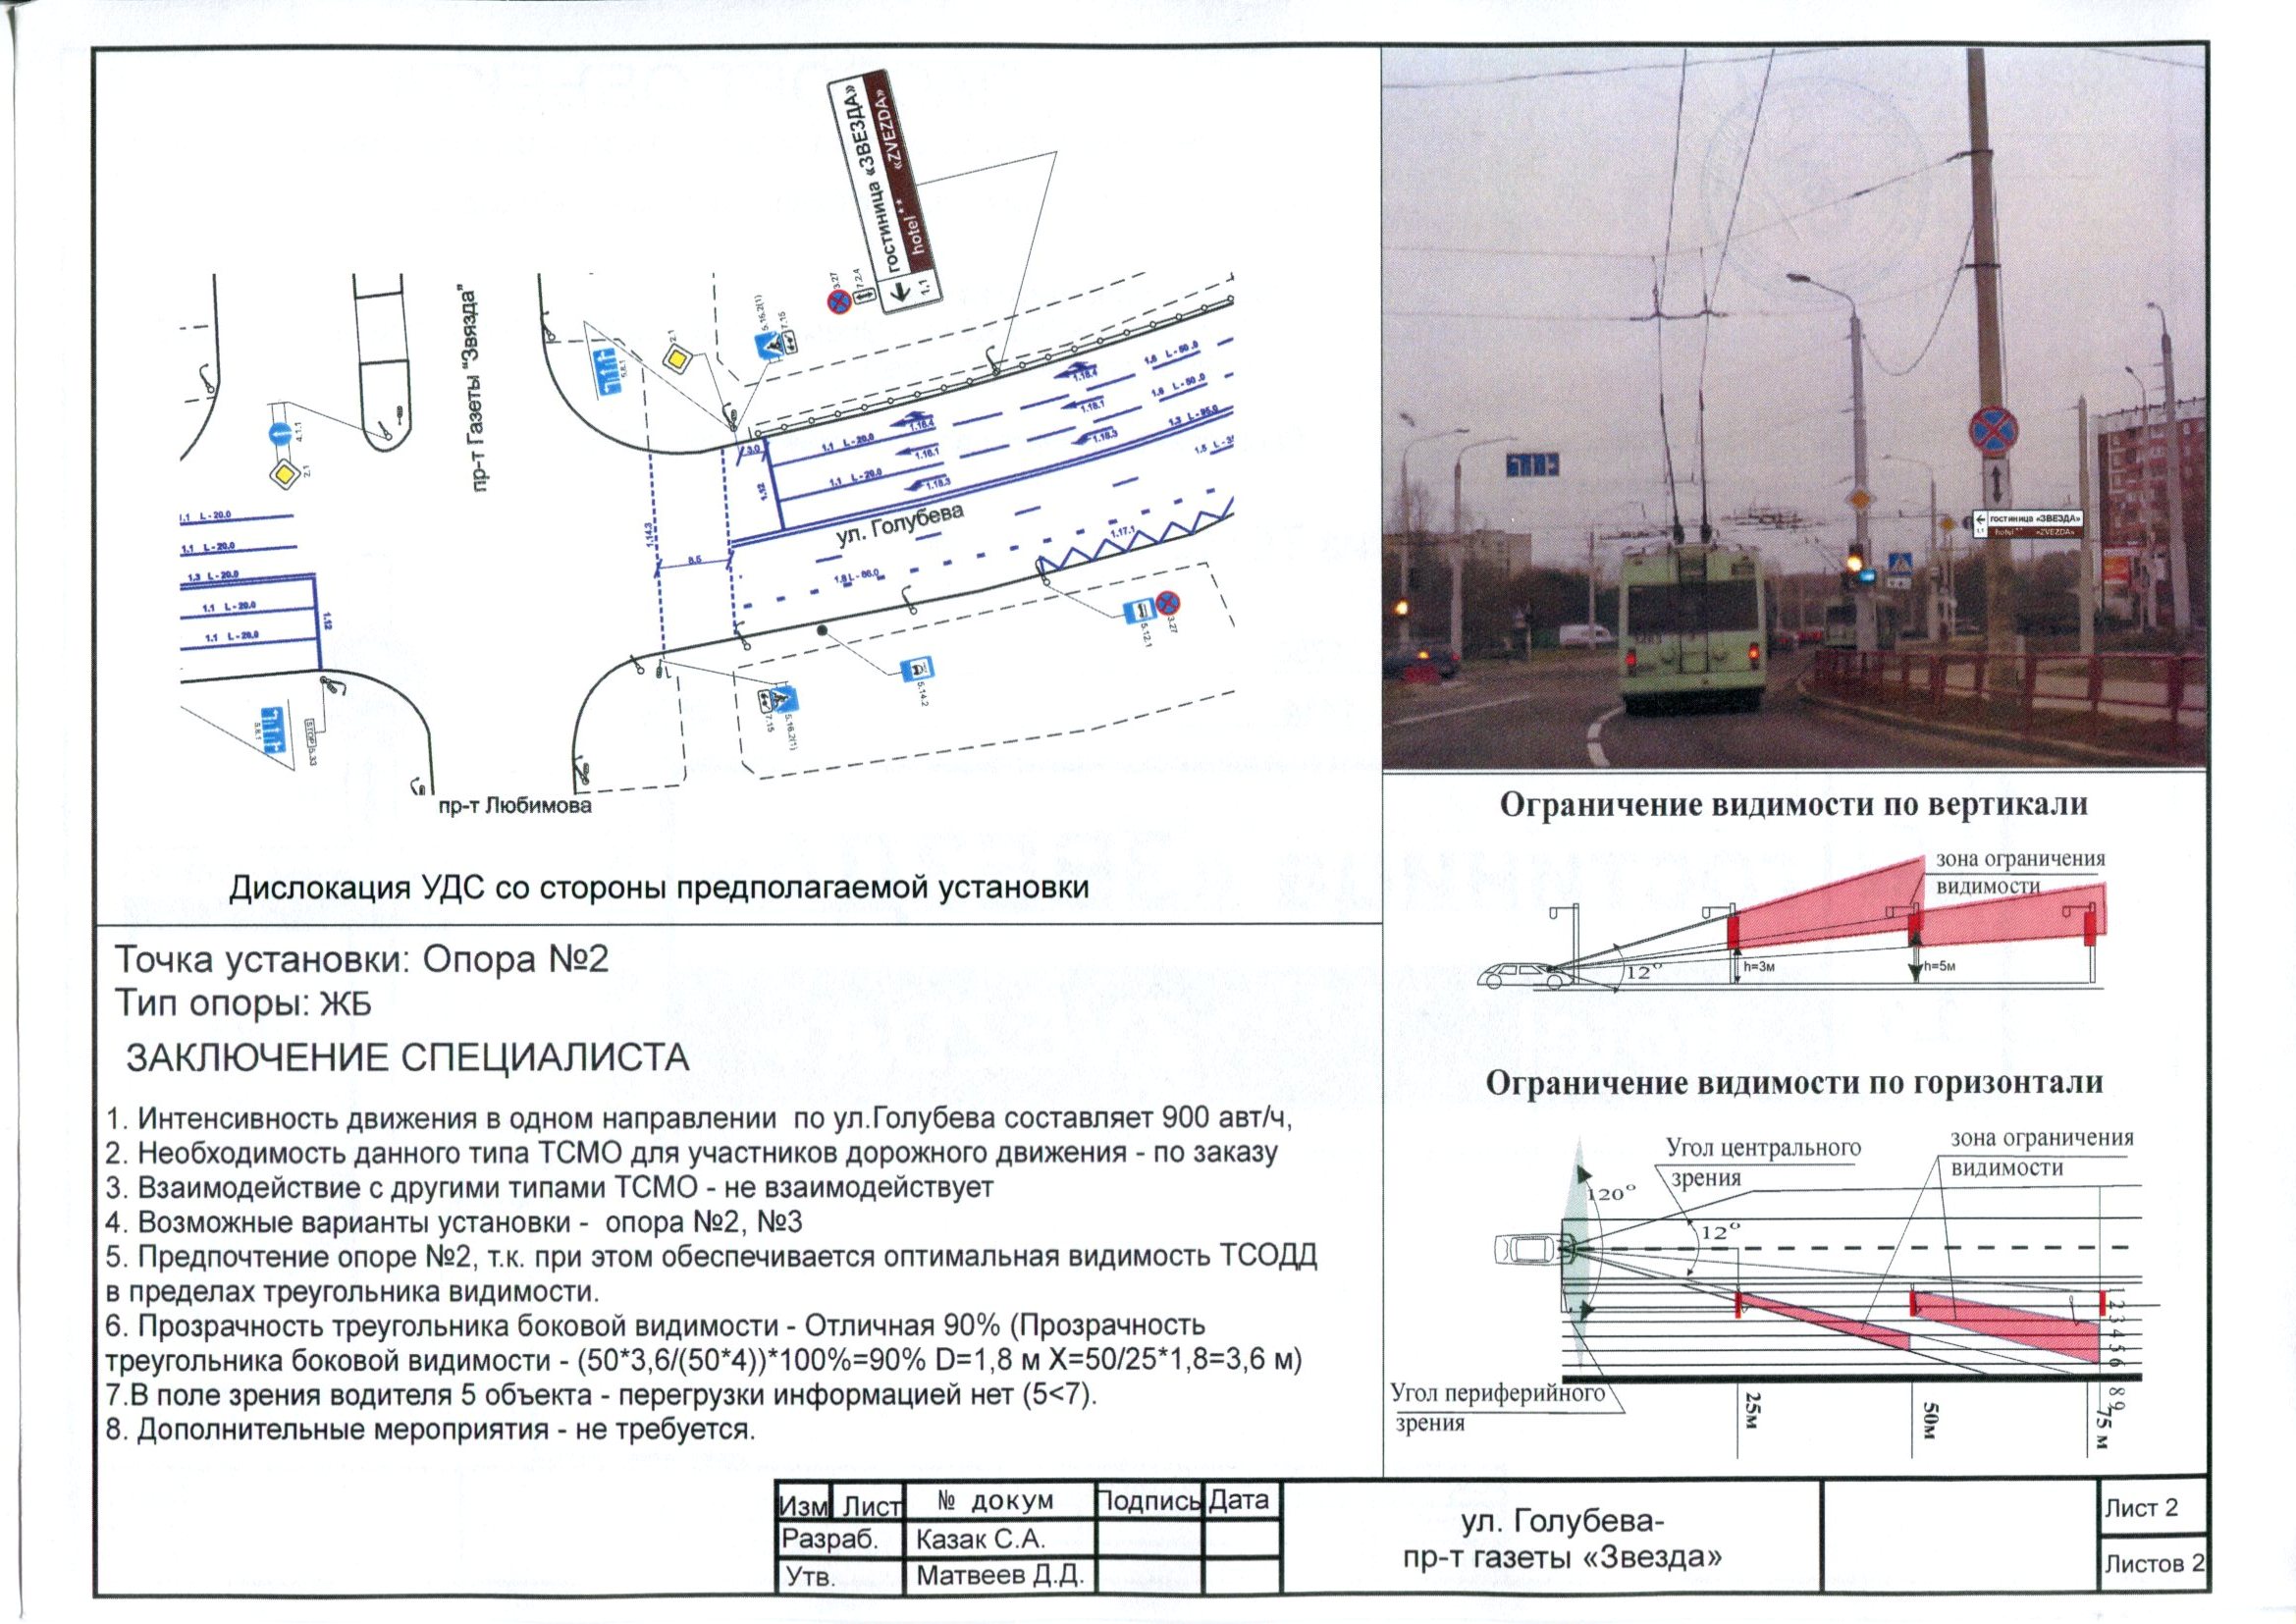 гостиница «ЗВЕЗДА»
hotel** «ZVEZDA»
1.1
3.27
7.2.4
5.16.2(1)
7.15
2.1
5.8.1
пр-т Газеты "Звязда"
4.1.1
2.1
1.6 L - 50 .0
1.18.4
1.6 L - 50 .0
1.18.1
1.3 L - 95.0
1.18.3
1.1 L -20.0
1.18.4
1.18.1
1.1 L -20.0
1.18.3
3.0
1.12
1.14.3
8.5
ул. Голубева
1.17.1
1.1 L -20.0
1.1 L -20.0
1.3 L -20.0
1.1 L -20.0
1.1 L -20.0
1.12
3.27
5.12.1
5.14.2
5.16.2(1)
7.15
5.8.1
STOP
5.33
пр-т Любимова
Дислокация УДС со стороны предполагаемой установки
гостиница «ЗВЕЗДА»
hotel** «ZVEZDA»
Точка установки: Опора №2
Тип опоры: ЖБ
ЗАКЛЮЧЕНИЕ СПЕЦИАЛИСТА
1. Интенсивность движения в одном направлении по ул.Голубева составляет 900 авт/ч,
2. Необходимость данного типа ТСМО для участников дорожного движения - по заказу
3. Взаимодействие с другими типами ТСМО - не взаимодействует
4. Возможные варианты установки - опора №2, №3
5. Предпочтение опоре №2, т.к. при этом обеспечивается оптимальная видимость ТСОДД
в пределах треугольника видимости.
6. Прозрачность треугольника боковой видимости - Отличная 90% (Прозрачность
треугольника боковой видимости - (50*3,6/(50*4))*100%=90% D=1,8 м X=50/25*1,8=3,6 м)
7.В поле зрения водителя 5 объекта - перегрузки информацией нет (5<7).
8. Дополнительные мероприятия - не требуется.
Ограничение видимости по вертикали
зона ограничения
видимости
12°
h=3м
h=5м
Ограничение видимости по горизонтали
Угол центрального
зрения
зона ограничения
видимости
120°
12°
1 2 3 4 5 6
8 9
Угол периферийного
зрения
25м
50м
75 м
Изм Лист № докум Подпись Дата
Разраб. Казак С.А.
Утв. Матвеев Д.Д.
ул. Голубева-
пр-т газеты «Звезда»
Лист 2
Листов 2